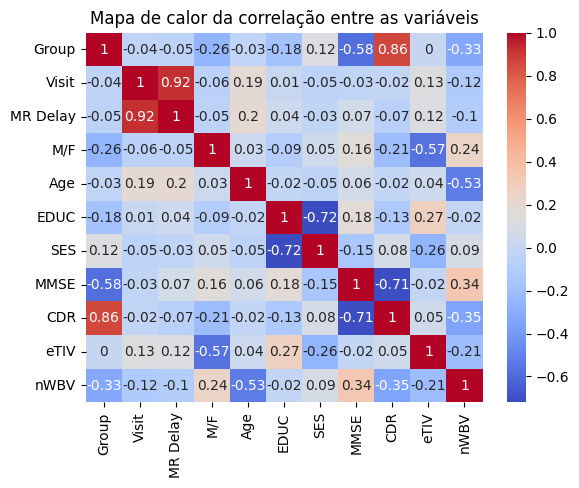 Mapa de calor da correlação entre as variáveis
Group 1 -0.04 -0.05 -0.26 -0.03 -0.18 0.12 -0.58 0.86 0 -0.33
Visit -0.04 1 0.92 -0.06 0.19 0.01 -0.05 -0.03 -0.02 0.13 -0.12
MR Delay -0.05 0.92 1 -0.05 0.2 0.04 -0.03 0.07 -0.07 0.12 -0.1
M/F -0.26 -0.06 -0.05 1 0.03 -0.09 0.05 0.16 -0.21 -0.57 0.24
Age -0.03 0.19 0.2 0.03 1 -0.02 -0.05 0.06 -0.02 0.04 -0.53
EDUC -0.18 0.01 0.04 -0.09 -0.02 1 -0.72 0.18 -0.13 0.27 -0.02
SES 0.12 -0.05 -0.03 0.05 -0.05 -0.72 1 -0.15 0.08 -0.26 0.09
MMSE -0.58 -0.03 0.07 0.16 0.06 0.18 -0.15 1 -0.71 -0.02 0.34
CDR 0.86 -0.02 -0.07 -0.21 -0.02 -0.13 0.08 -0.71 1 0.05 -0.35
eTIV 0 0.13 0.12 -0.57 0.04 0.27 -0.26 -0.02 0.05 1 -0.21
nWBV -0.33 -0.12 -0.1 0.24 -0.53 -0.02 0.09 0.34 -0.35 -0.21 1
Group Visit MR Delay M/F Age EDUC SES MMSE CDR eTIV nWBV
1.0
0.8
0.6
0.4
0.2
0.0
−0.2
−0.4
−0.6